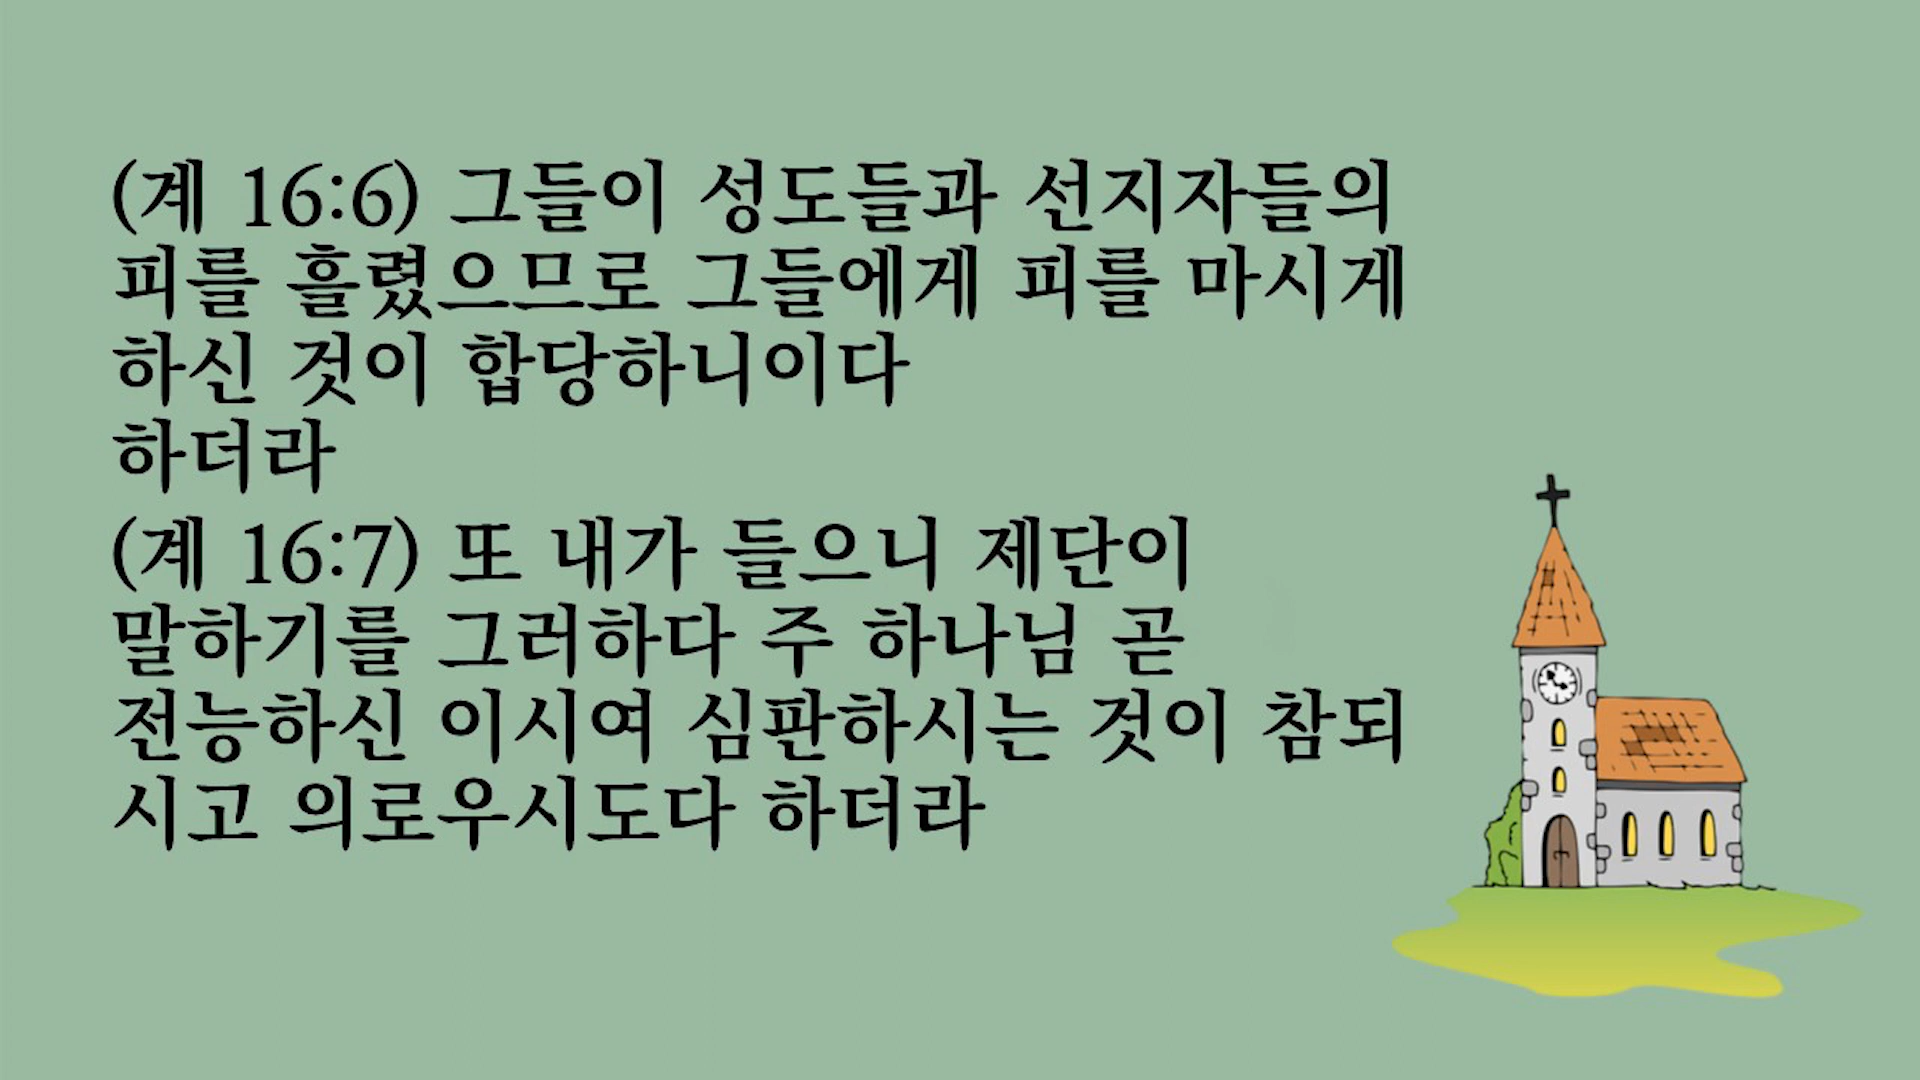 (계 16:6) 그들이 성도들과 선지자들의
피를 흘렸으므로 그들에게 피를 마시게
하신 것이 합당하니이다
하더라
(계 16:7) 또 내가 들으니 제단이
말하기를 그러하다 주 하나님 곧
전능하신 이시여 심판하시는 것이 참되
시고 의로우시도다 하더라